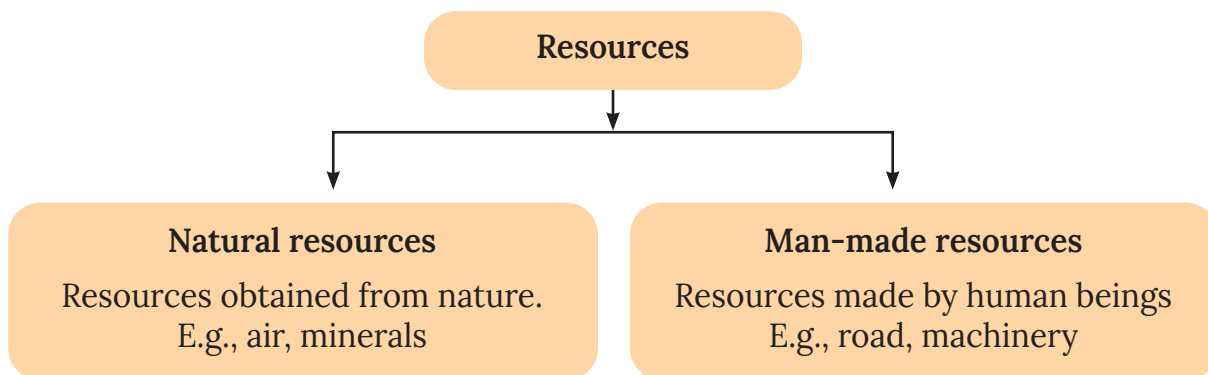 Resources
Natural resources
Resources obtained from nature.
E.g., air, minerals
Man-made resources
Resources made by human beings
E.g., road, machinery